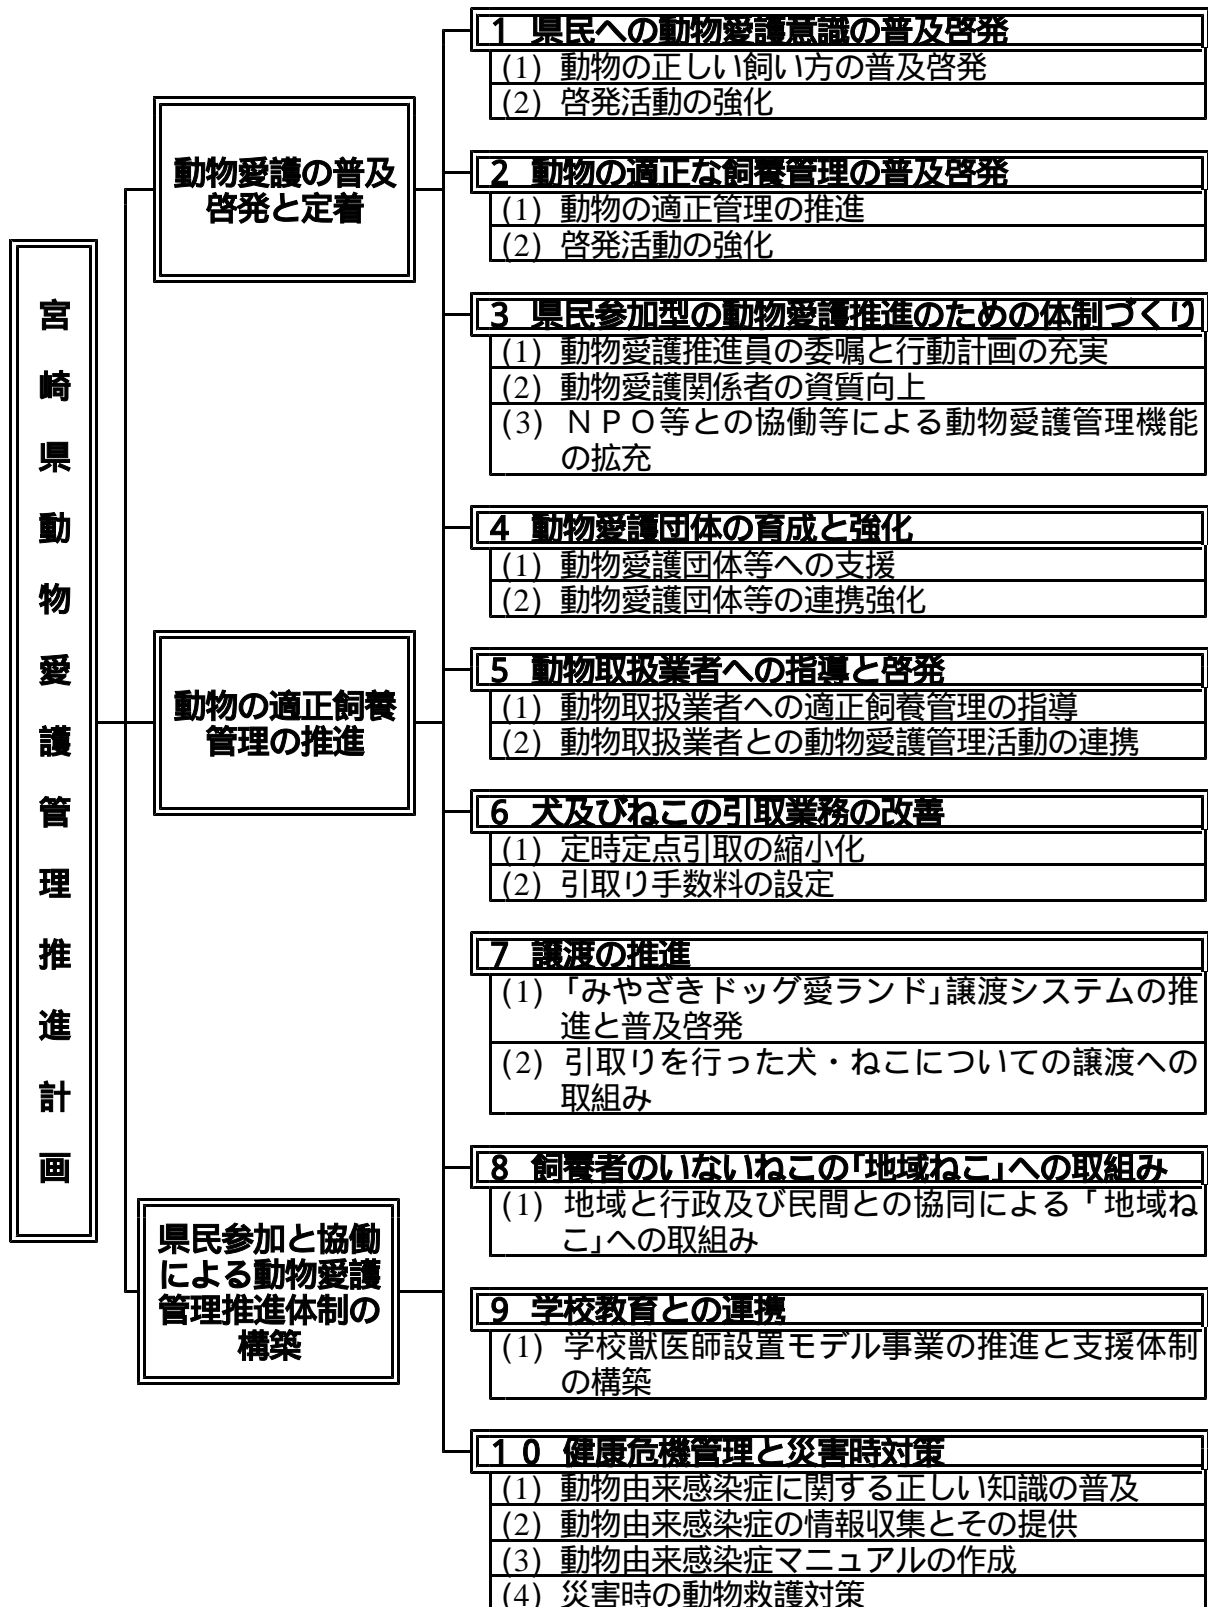 宮崎県動物愛護管理推進計画
動物愛護の普及
啓発と定着
動物の適正飼養
管理の推進
県民参加と協働
による動物愛護
管理推進体制の
構築
1 県民への動物愛護意識の普及啓発
(1) 動物の正しい飼い方の普及啓発
(2) 啓発活動の強化
2 動物の適正な飼養管理の普及啓発
(1) 動物の適正管理の推進
(2) 啓発活動の強化
3 県民参加型の動物愛護推進のための体制づくり
(1) 動物愛護推進員の委嘱と行動計画の充実
(2) 動物愛護関係者の資質向上
(3) NPO等との協働等による動物愛護管理機能
の拡充
4 動物愛護団体の育成と強化
(1) 動物愛護団体等への支援
(2) 動物愛護団体等の連携強化
5 動物取扱業者への指導と啓発
(1) 動物取扱業者への適正飼養管理の指導
(2) 動物取扱業者との動物愛護管理活動の連携
6 犬及びねこの引取業務の改善
(1) 定時定点引取の縮小化
(2) 引取り手数料の設定
7 譲渡の推進
(1) 「みやざきドッグ愛ランド」譲渡システムの推
進と普及啓発
(2) 引取りを行った犬・ねこについての譲渡への
取組み
8 飼養者のいないねこの「地域ねこ」への取組み
(1) 地域と行政及び民間との協同による「地域ね
こ」への取組み
9 学校教育との連携
(1) 学校獣医師設置モデル事業の推進と支援体制
の構築
10 健康危機管理と災害時対策
(1) 動物由来感染症に関する正しい知識の普及
(2) 動物由来感染症の情報収集とその提供
(3) 動物由来感染症マニュアルの作成
(4) 災害時の動物救護対策